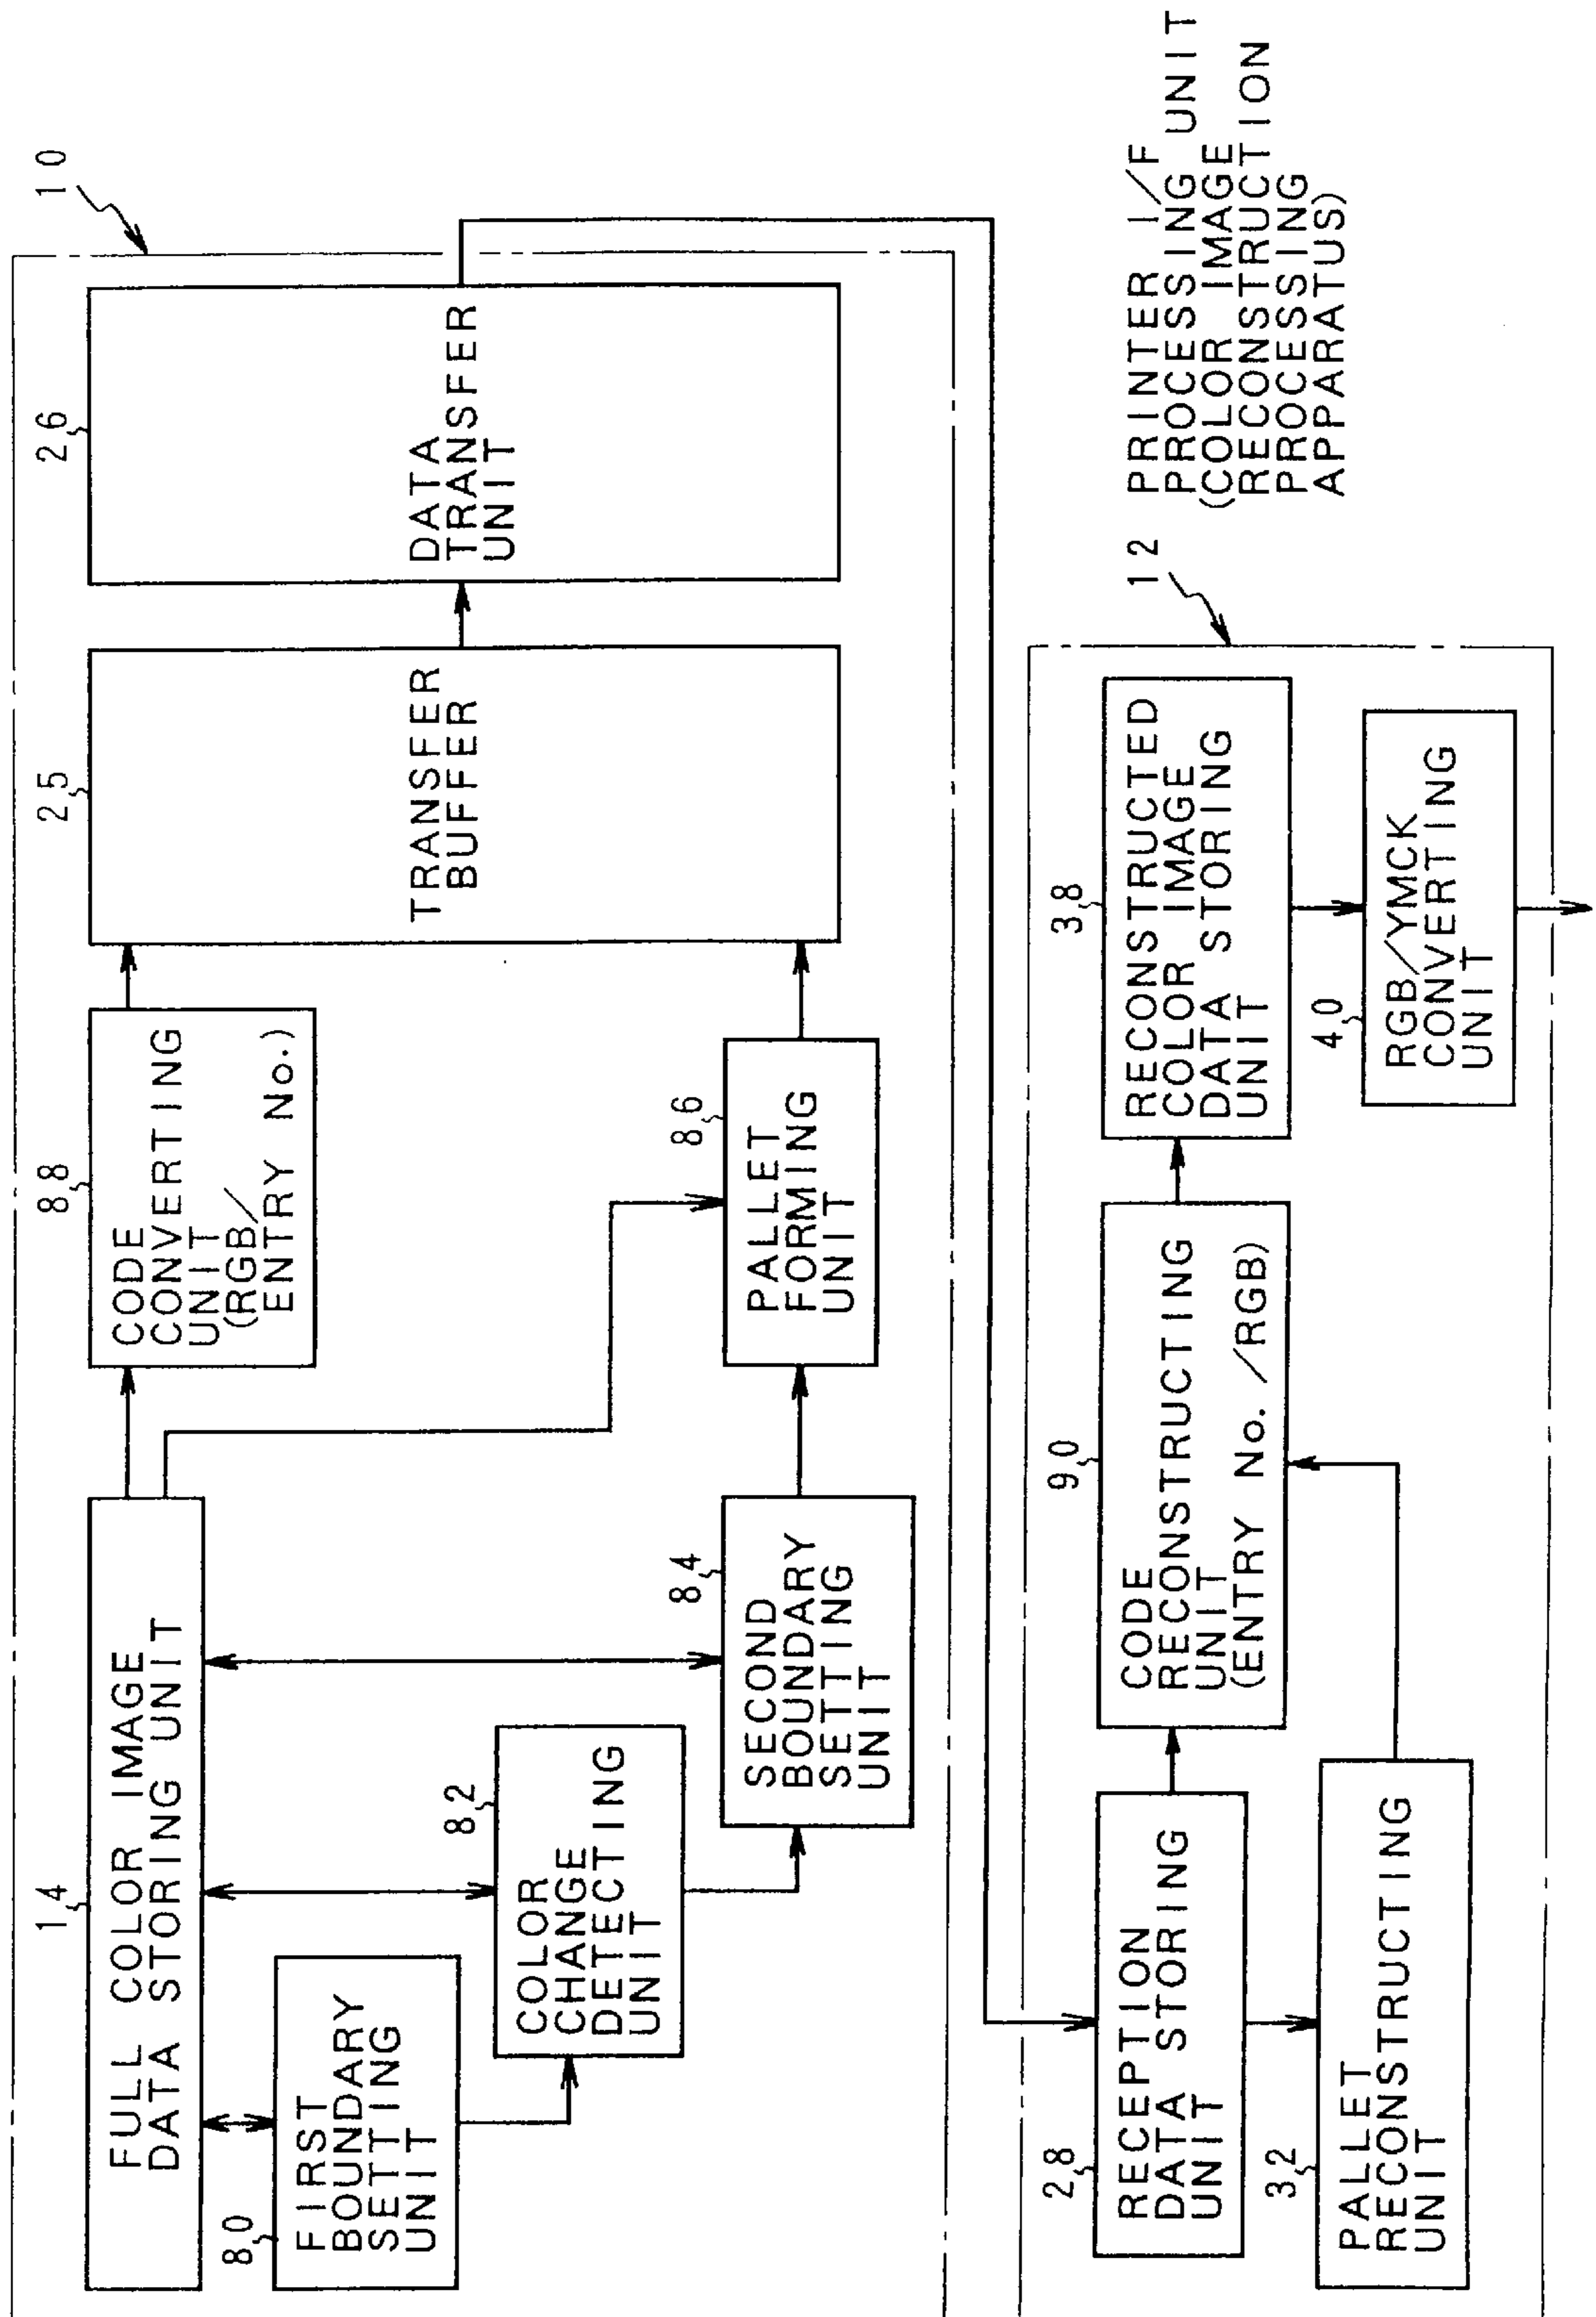 10
14
FULL COLOR IMAGE
DATA STORING UNIT
88
CODE
CONVERTING
UNIT
(RGB/
ENTRY No.)
25
TRANSFER
BUFFER
26
DATA
TRANSFER
UNIT
80
FIRST
BOUNDARY
SETTING
UNIT
82
COLOR
CHANGE
DETECTING
UNIT
84
SECOND
BOUNDARY
SETTING
UNIT
86
PALLET
FORMING
UNIT
12
PRINTER I/F
PROCESSING UNIT
(COLOR IMAGE
RECONSTRUCTION
PROCESSING
APPARATUS)
28
RECEPTION
DATA STORING
UNIT
90
CODE
RECONSTRUCTING
UNIT
(ENTRY No./RGB)
38
RECONSTRUCTED
COLOR IMAGE
DATA STORING
UNIT
32
PALLET
RECONSTRUCTING
UNIT
40
RGB/YMCK
CONVERTING
UNIT